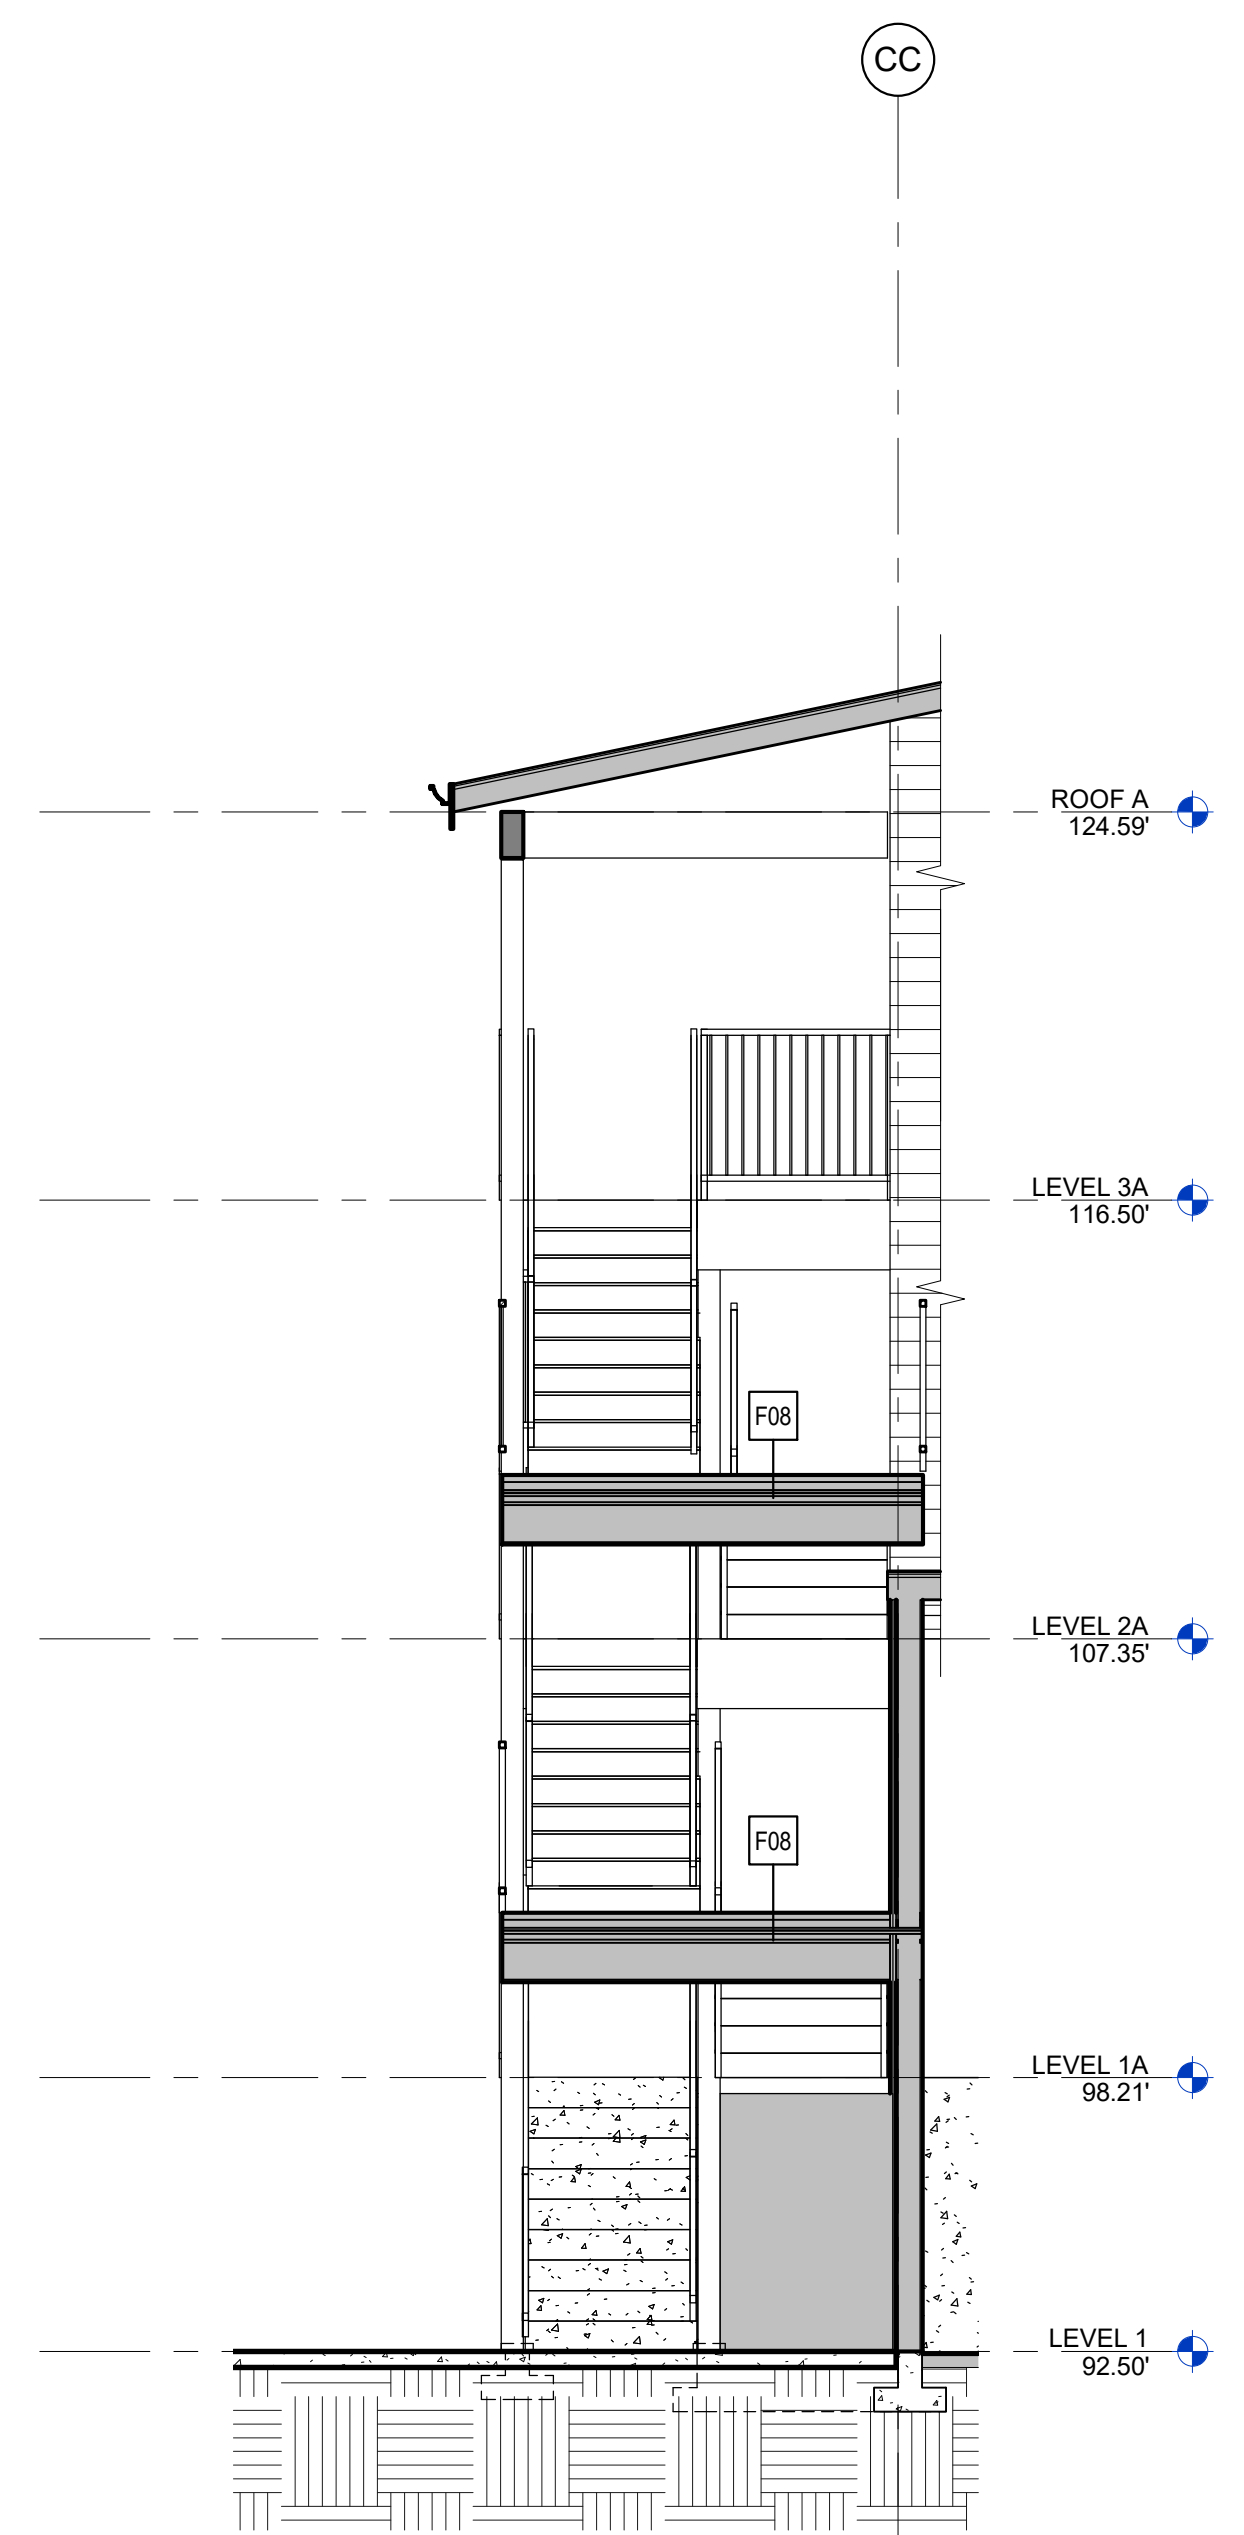 CC
ROOF A
124.59'
LEVEL 3A
116.50'
F08
LEVEL 2A
107.35'
F08
LEVEL 1A
98.21'
LEVEL 1
92.50'